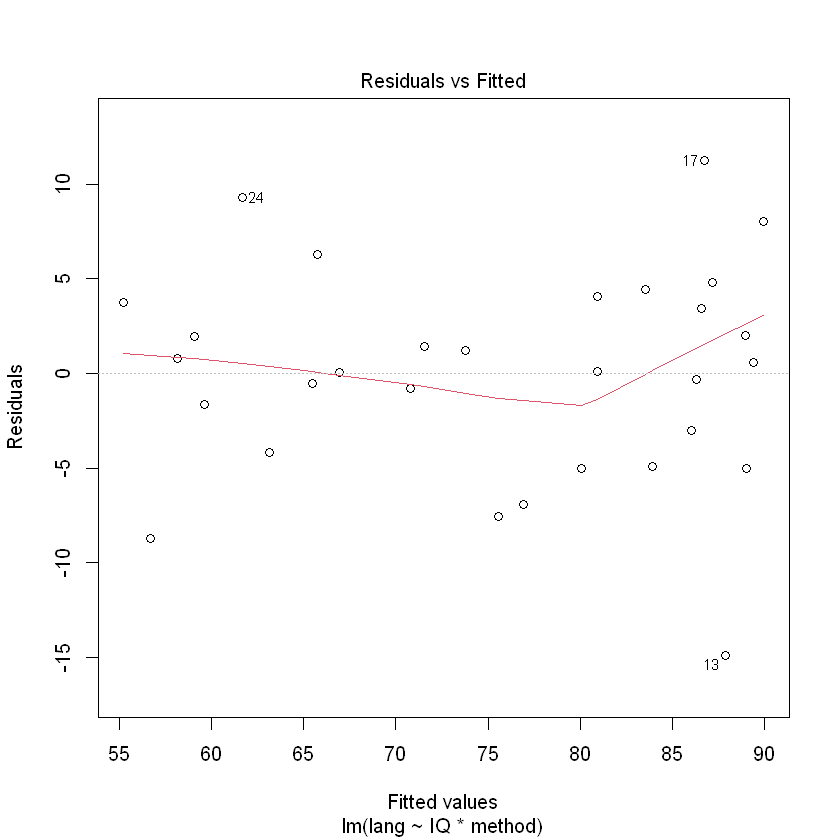 Residuals vs Fitted
17
24
13
10
5
0
-5
-10
-15
Residuals
55 60 65 70 75 80 85 90
Fitted values
lm(lang ~ IQ * method)